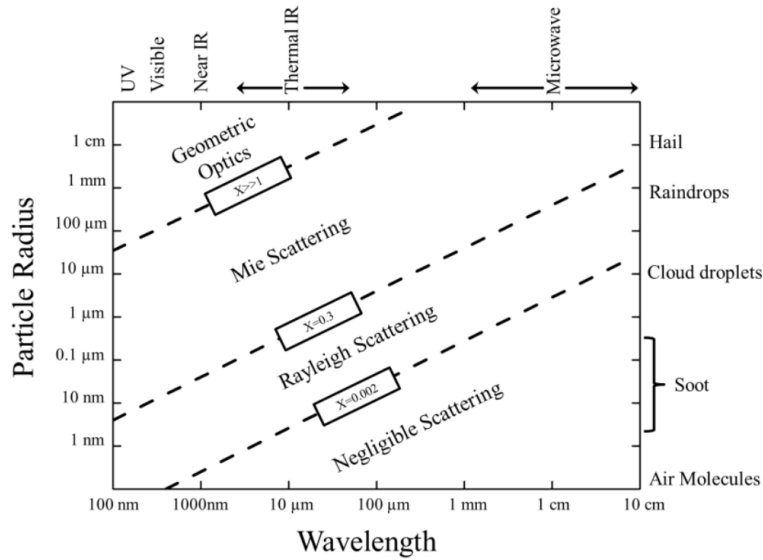 UV
Visible
Near IR
Thermal IR
Microwave
Geometric
Optics
X>>1
Mie Scattering
X=0.3
Rayleigh Scattering
X=0.002
Negligible Scattering
Particle Radius
1 cm
1 mm
100 µm
10 µm
1 µm
0.1 µm
10 nm
1 nm
Hail
Raindrops
Cloud droplets
Soot
Air Molecules
100 nm
1000nm
10 µm
100 µm
1 mm
1 cm
10 cm
Wavelength